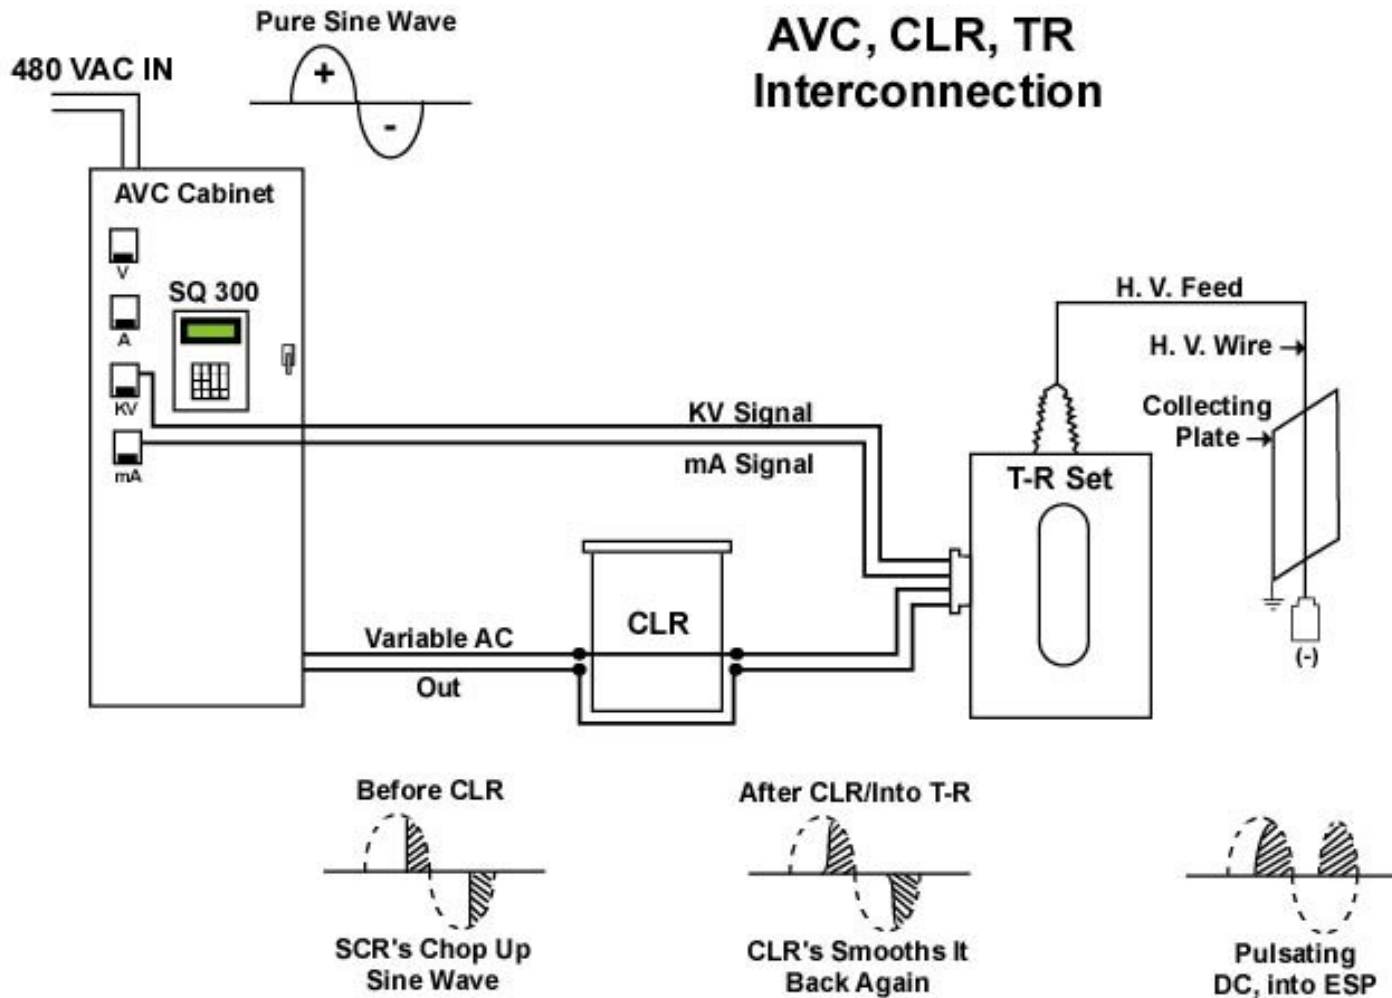 Pure Sine Wave
AVC, CLR, TR
Interconnection
480 VAC IN
+
-
AVC Cabinet
V
SQ 300
A
KV
mA
KV Signal
mA Signal
H. V. Feed
H. V. Wire
Collecting
Plate
T-R Set
(-)
CLR
Variable AC
Out
Before CLR
SCR's Chop Up
Sine Wave
After CLR/Into T-R
CLR's Smooths It
Back Again
Pulsating
DC, into ESP